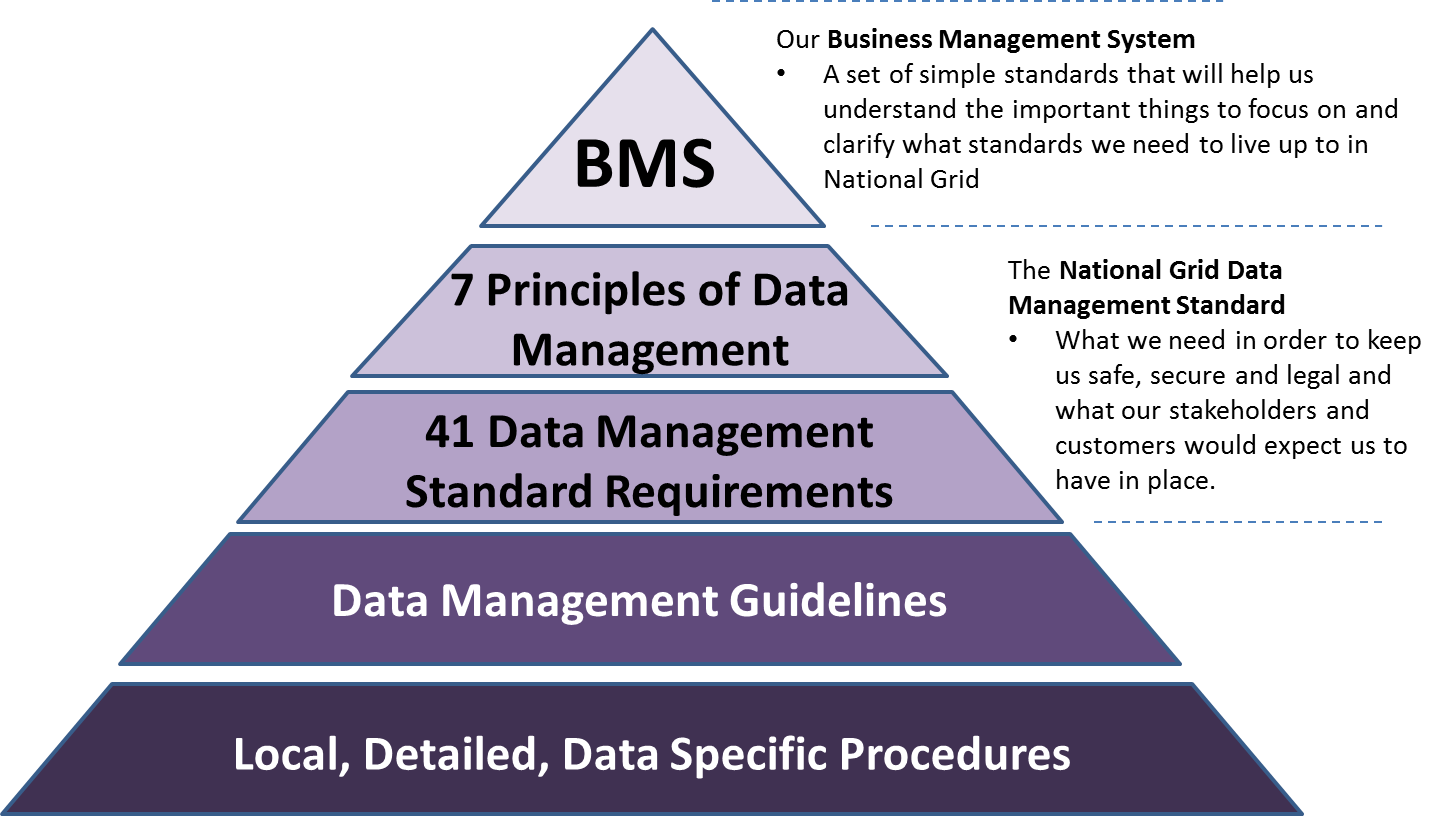 BMS
Our Business Management System
• A set of simple standards that will help us
understand the important things to focus on and
clarify what standards we need to live up to in
National Grid
7 Principles of Data
Management
41 Data Management
Standard Requirements
The National Grid Data
Management Standard
• What we need in order to keep
us safe, secure and legal and
what our stakeholders and
customers would expect us to
have in place.
Data Management Guidelines
Local, Detailed, Data Specific Procedures